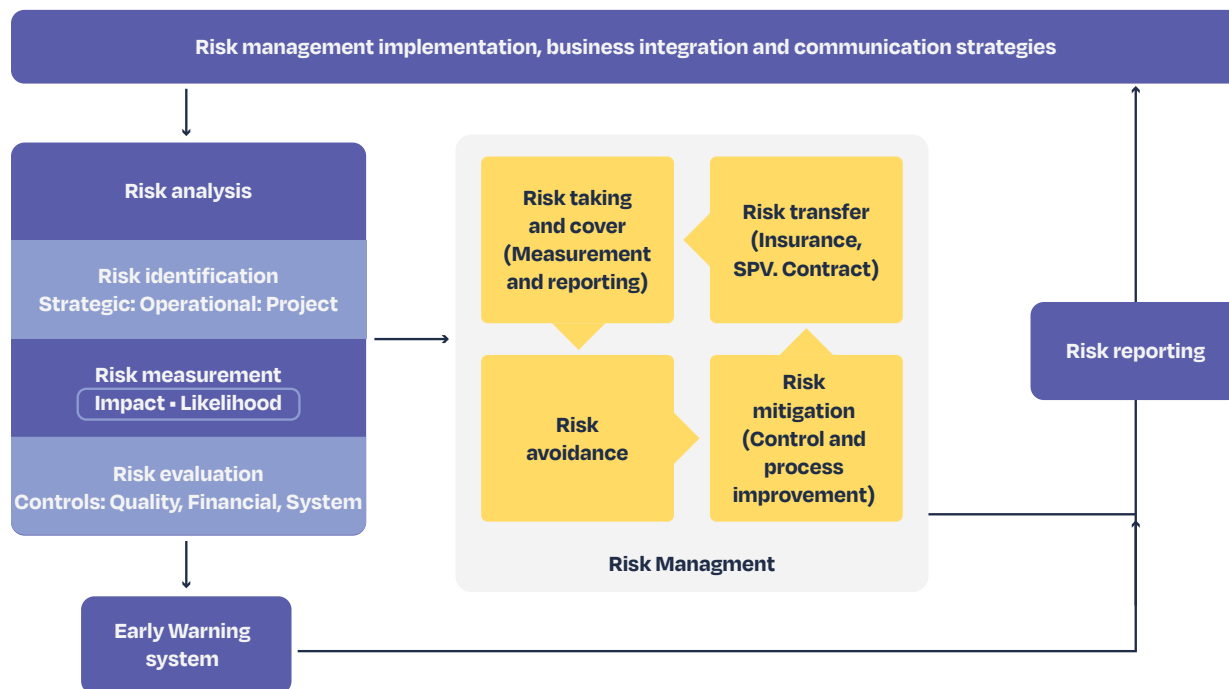 Risk management implementation, business integration and communication strategies
Risk analysis
Risk identification
Strategic: Operational: Project
Risk measurement
Impact ▪ Likelihood
Risk evaluation
Controls: Quality, Financial, System
Early Warning
system
Risk taking
and cover
(Measurement
and reporting)
Risk transfer
(Insurance,
SPV. Contract)
Risk
avoidance
Risk
mitigation
(Control and
process
improvement)
Risk Managment
Risk reporting